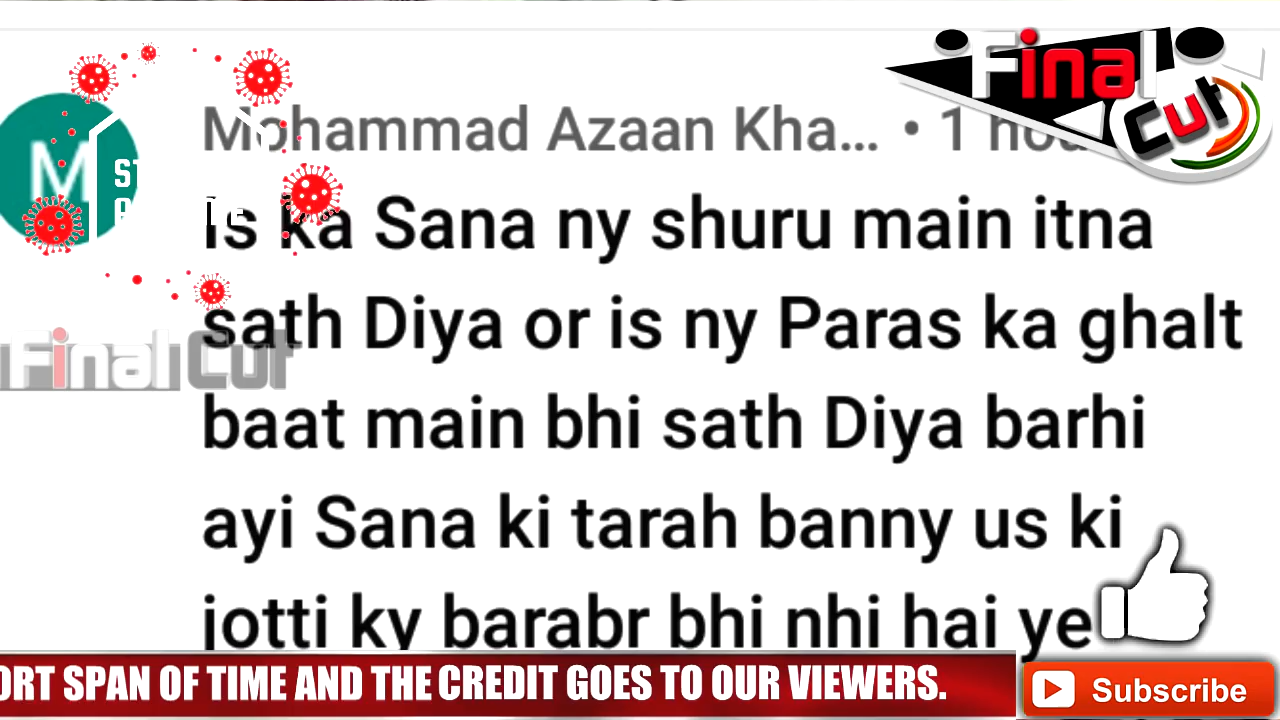 Final
Cut
M
Mohammad Azaan Kha... • 1
is ka Sana ny shuru main itna
sath Diya or is ny Paras ka ghalt
Final Cut
baat main bhi sath Diya barhi
ayi Sana ki tarah banny us ki
jotti ky barabr bhi nhi hai ye
ORT SPAN OF TIME AND THE CREDIT GOES TO OUR VIEWERS.
Subscribe